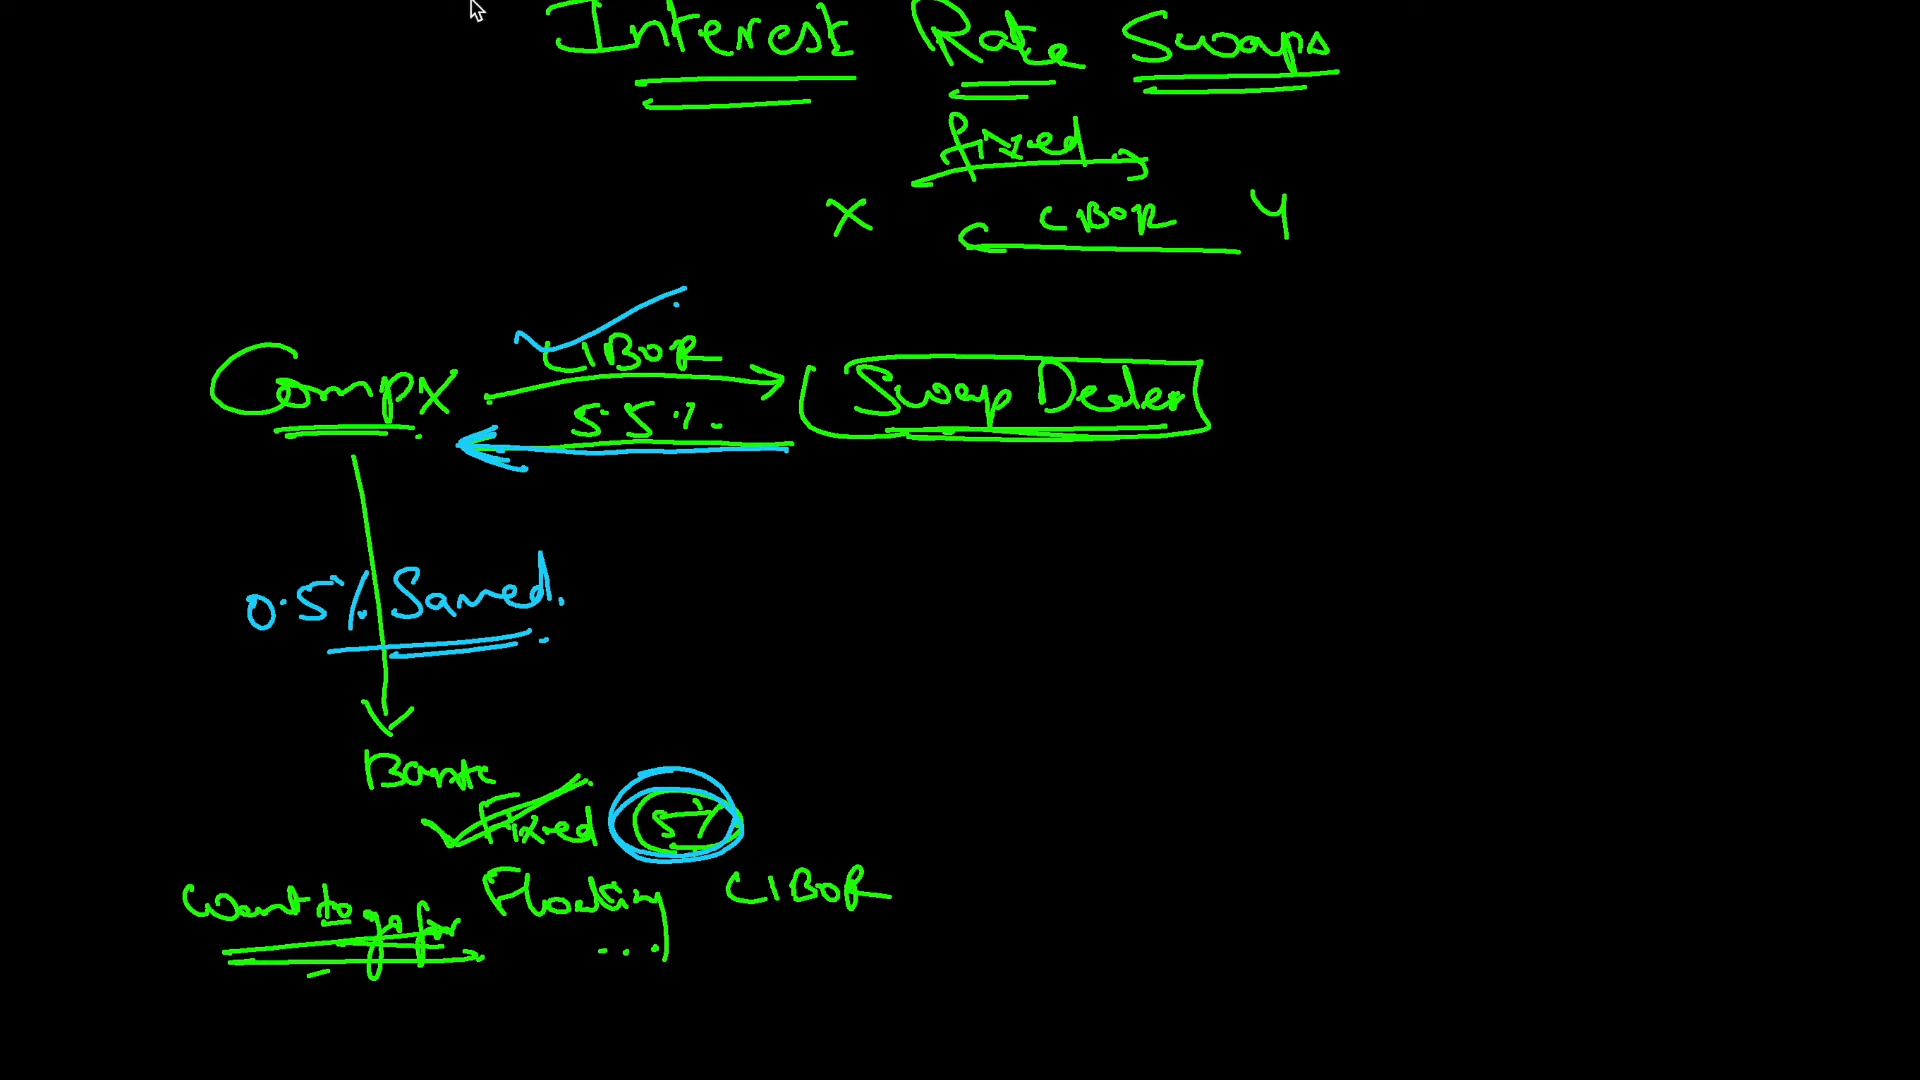 Interest Rate Swaps
fixed
X LIBOR Y
LIBOR
Comp X Swap Dealer
5.5%.
0.5% Saved.
Bank
Fixed 5%
want to go for Floating LIBOR
...